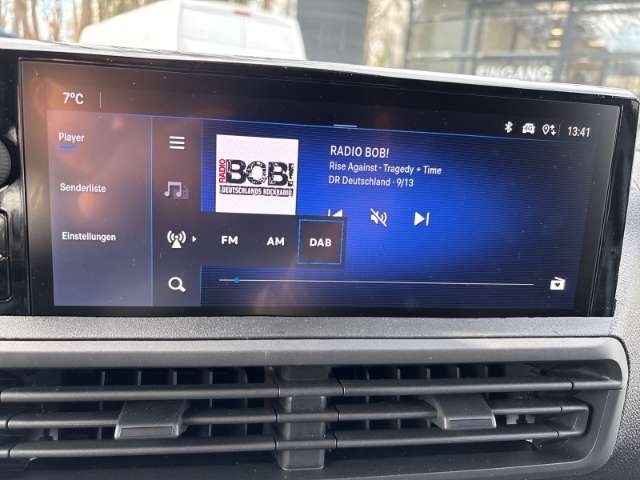 EINGANG
7°C
13:41
Player
Senderliste
Einstellungen
RADIO
BOB!
DEUTSCHLANDS ROCKRADIO
RADIO BOB!
Rise Against - Tragedy + Time
DR Deutschland - 9/13
FM AM DAB